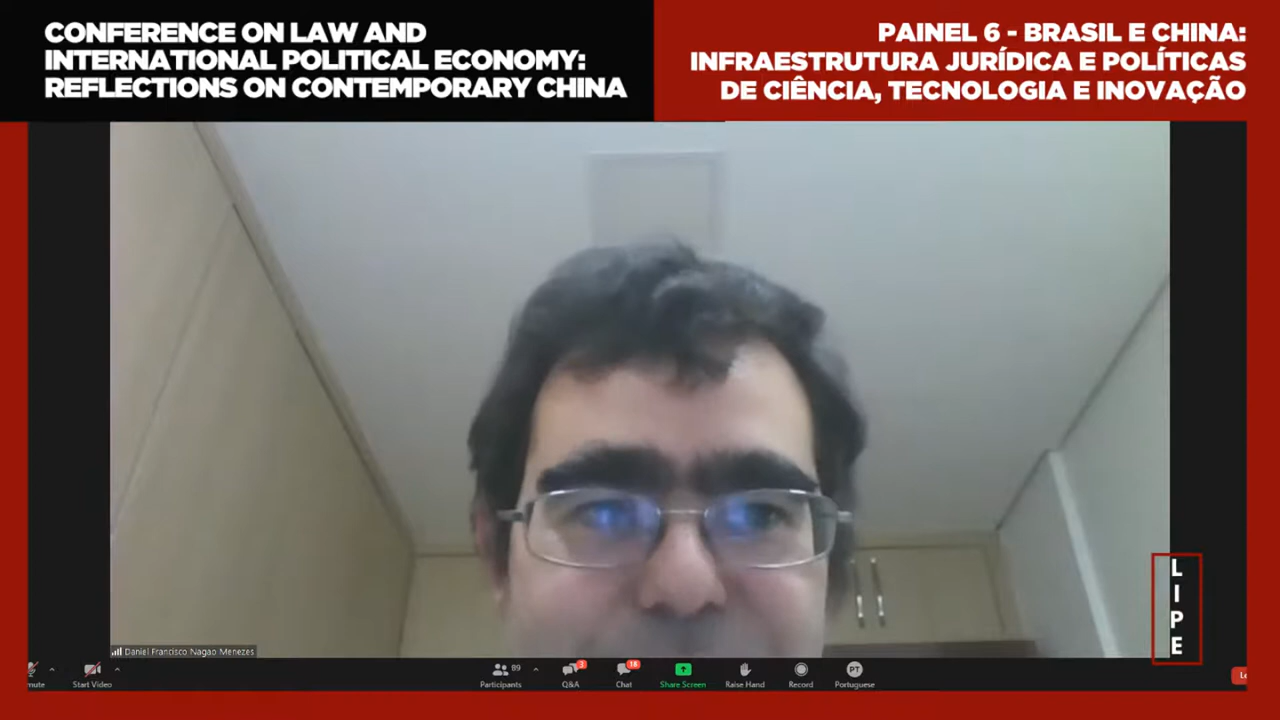 CONFERENCE ON LAW AND
INTERNATIONAL POLITICAL ECONOMY:
REFLECTIONS ON CONTEMPORARY CHINA
PAINEL 6 - BRASIL E CHINA:
INFRAESTRUTURA JURÍDICA E POLÍTICAS
DE CIÊNCIA, TECNOLOGIA E INOVAÇÃO
L
I
P
E
Daniel Francisco Nagao Menezes
mute
Start Video
Participants
89
Q&A
Chat
18
Share Screen
Raise Hand
Record
PT
Portuguese